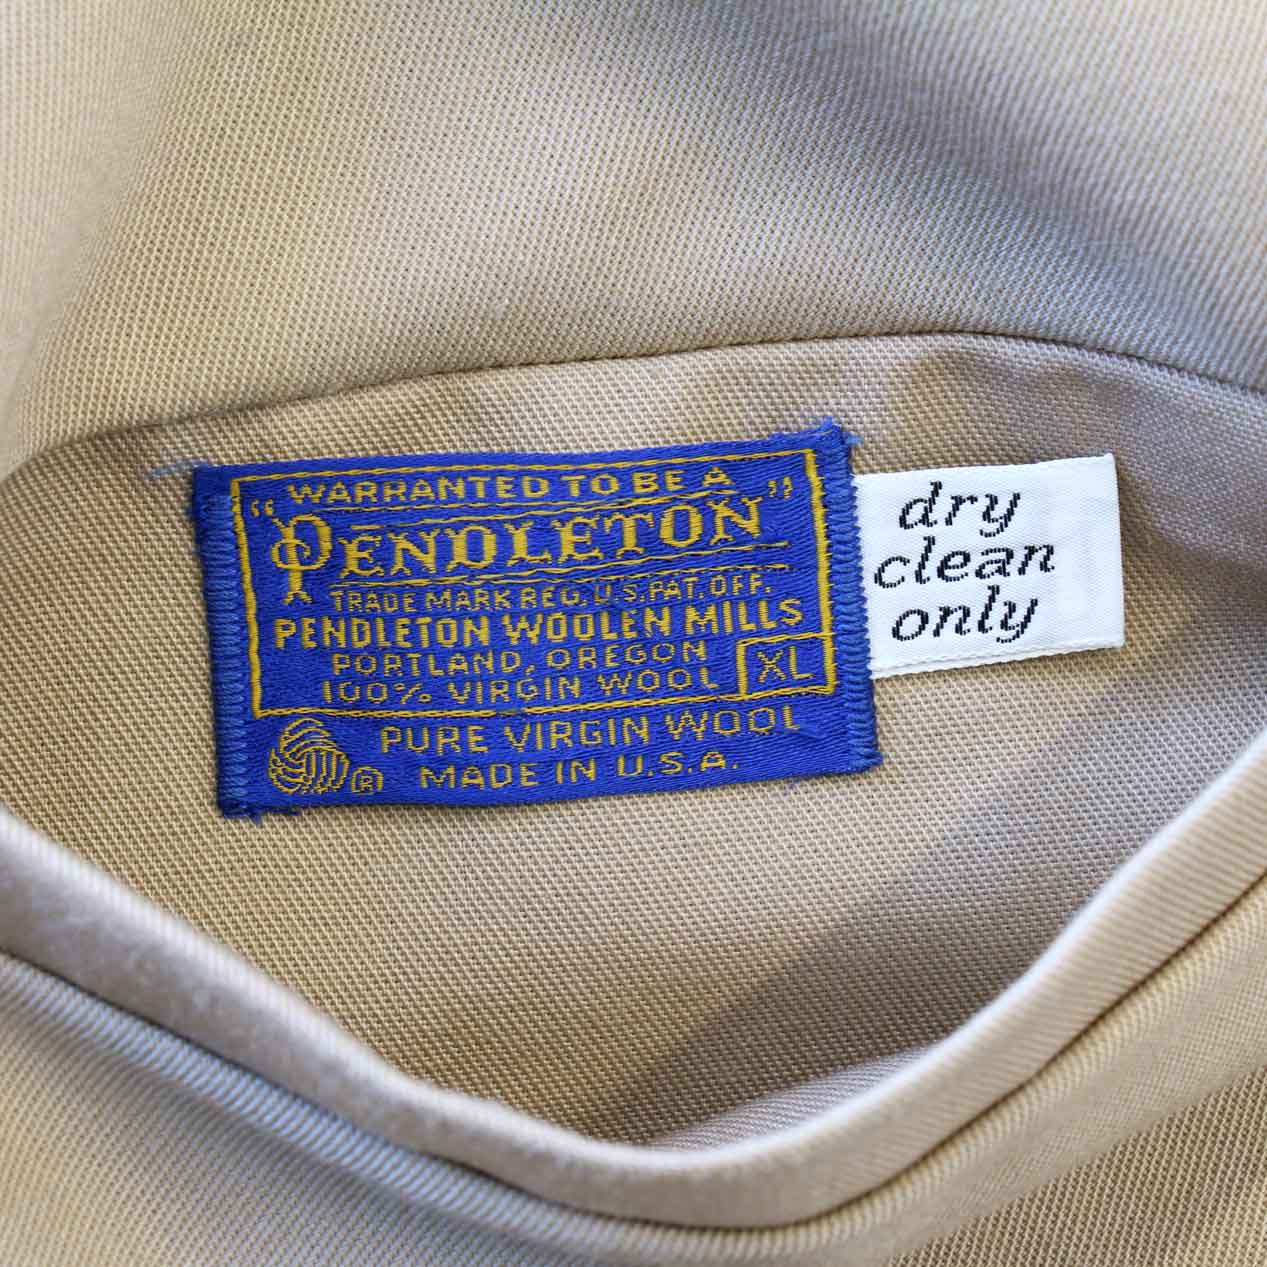 WARRANTED TO BE A
"PENDLETON"
TRADE MARK REG. U.S. PAT. OFF.
PENDLETON WOOLEN MILLS
PORTLAND, OREGON
100% VIRGIN WOOL XL
PURE VIRGIN WOOL
® MADE IN U.S.A.
dry
clean
only